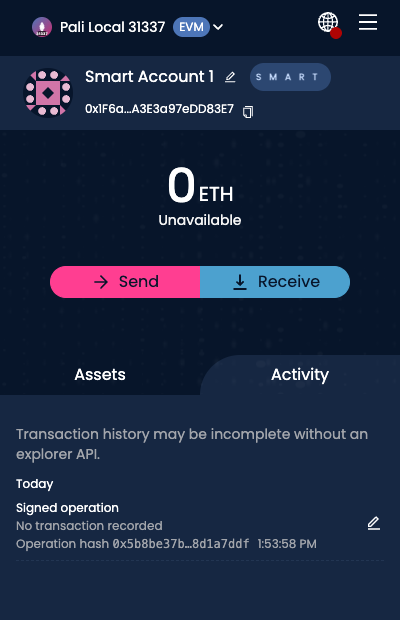 Pali Local 31337 EVM
Smart Account 1 SMART
0x1F6a...A3E3a97eDD83E7
0 ETH
Unavailable
Send Receive
Assets Activity
Transaction history may be incomplete without an
explorer API.
Today
Signed operation
No transaction recorded
Operation hash 0x5b8be37b…8d1a7ddf 1:53:58 PM